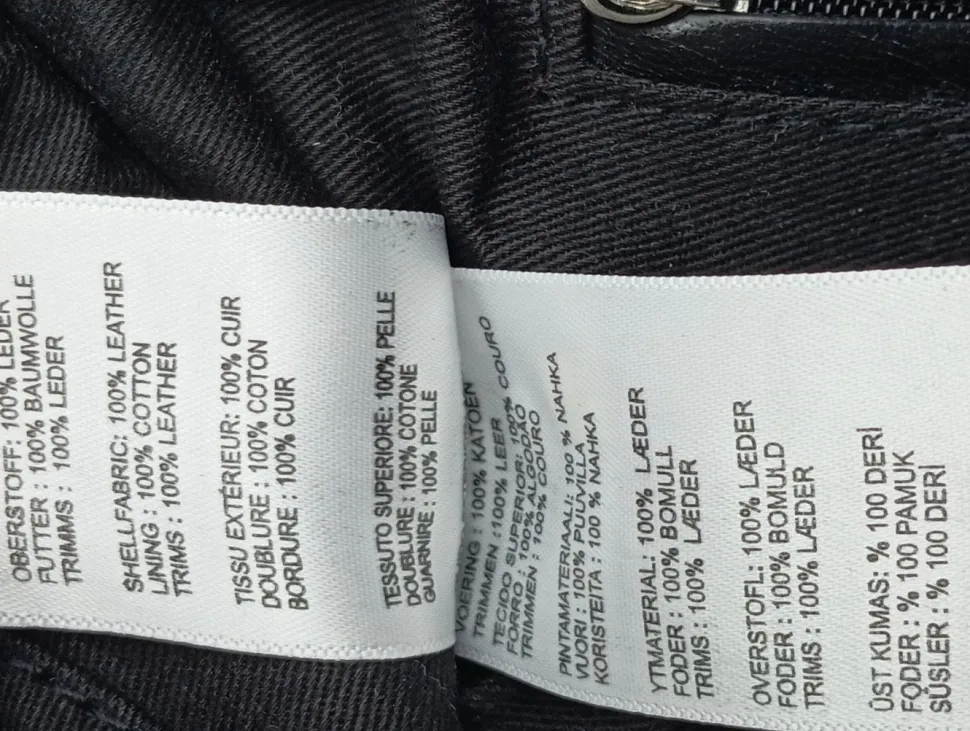 OBERSTOFF: 100% LEDER
FUTTER : 100% BAUMWOLLE
TRIMMS : 100% LEDER
SHELLFABRIC: 100% LEATHER
LINING : 100% COTTON
TRIMS : 100% LEATHER
TISSU EXTÉRIEUR: 100% CUIR
DOUBLURE : 100% COTON
BORDURE : 100% CUIR
TESSUTO SUPERIORE: 100% PELLE
DOUBLURE : 100% COTONE
GUARNIRE : 100% PELLE
VOERING : 100% KATOEN
TRIMMEN : 100% LEER
TECIDO SUPERIOR: 100% COURO
FORRO : 100% ALGODÃO
TRIMMEN : 100% COURO
PINTAMATERIAALI: 100 % NAHKA
VUORI : 100% PUUVILLA
KORISTEITA : 100 % NAHKA
YTMATERIAL: 100% LÆDER
FODER : 100% BOMULL
TRIMS : 100% LÆDER
OVERSTOFL: 100% LÆDER
FODER : 100% BOMULD
TRIMS : 100% LÆDER
ÜST KUMAS: % 100 DERİ
FODER : % 100 PAMUK
SÜSLER : % 100 DERİ